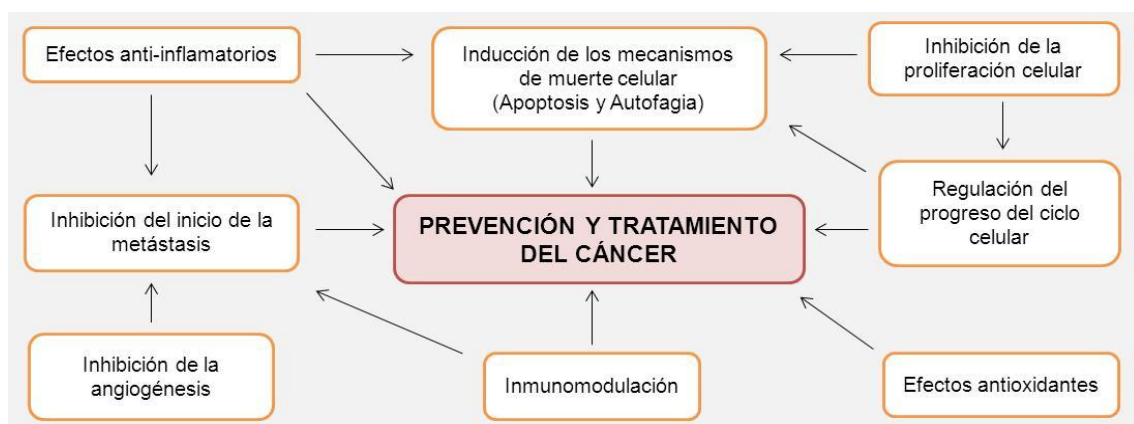 Efectos anti-inflamatorios
Inducción de los mecanismos
de muerte celular
(Apoptosis y Autofagia)
Inhibición de la
proliferación celular
Inhibición del inicio de la
metástasis
PREVENCIÓN Y TRATAMIENTO
DEL CÁNCER
Regulación del
progreso del ciclo
celular
Inhibición de la
angiogénesis
Inmunomodulación
Efectos antioxidantes